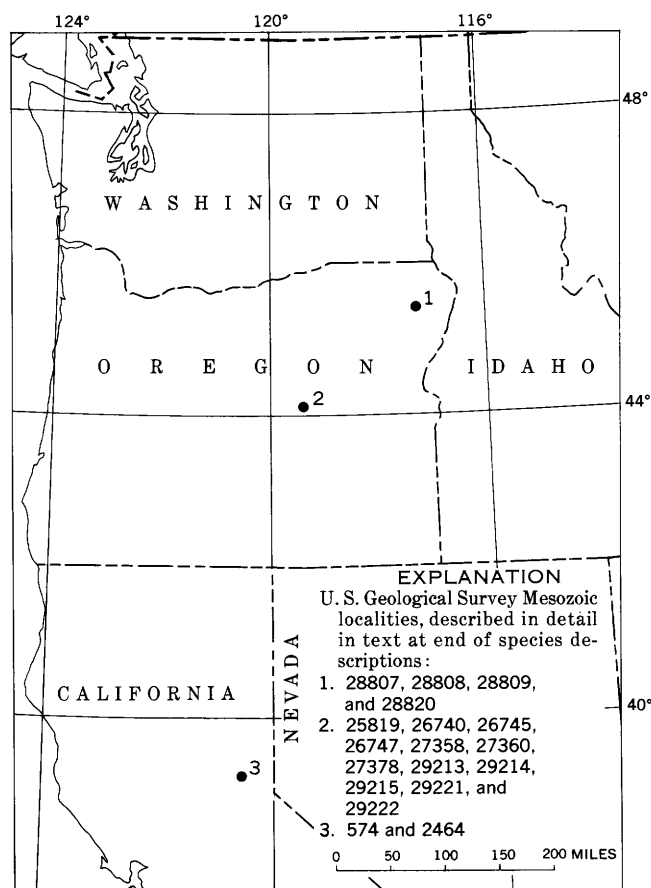 124° 120° 116°
48°
WASHINGTON
1
OREGON IDAHO
2
44°
EXPLANATION
U. S. Geological Survey Mesozoic
localities, described in detail
in text at end of species de-
scriptions:
1. 28807, 28808, 28809,
and 28820
2. 25819, 26740, 26745,
26747, 27358, 27360,
27378, 29213, 29214,
29215, 29221, and
29222
3. 574 and 2464
NEVADA
CALIFORNIA
40°
3
0 50 100 150 200 MILES